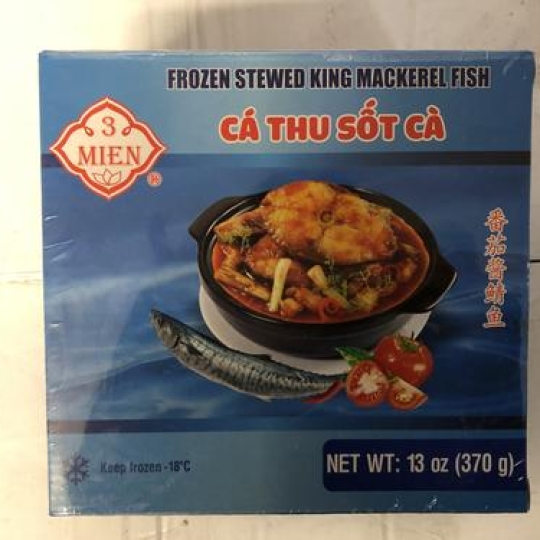 FROZEN STEWED KING MACKEREL FISH
CÁ THU SỐT CÀ
3
MIEN
®
番茄酱鲭鱼
Keep frozen -18°C
NET WT: 13 oz (370 g)